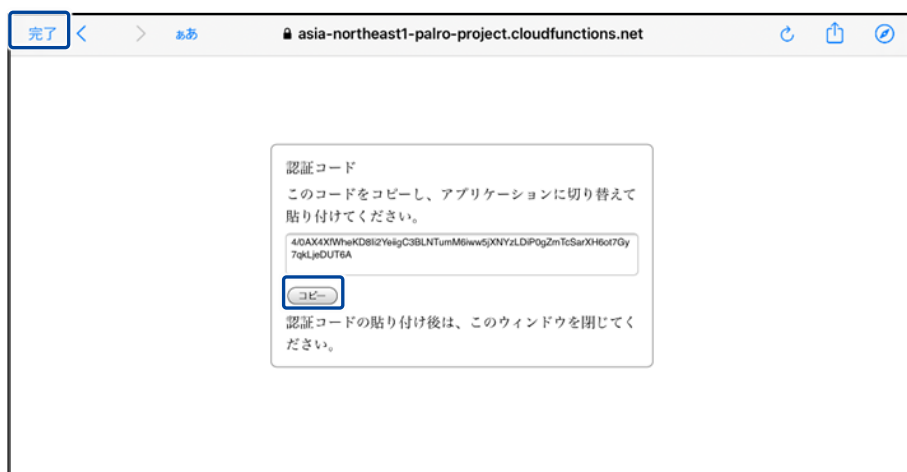 完了 ぁあ asia-northeast1-palro-project.cloudfunctions.net
認証コード
このコードをコピーし、アプリケーションに切り替えて
貼り付けてください。
4/0AX4XfWheKD8Ii2YeiigC3BLNTumM6iww5jXNYzLDiP0gZmTcSarXH6ot7Gy
7qkLjeDUT6A
コピー
認証コードの貼り付け後は、このウィンドウを閉じてく
ださい。